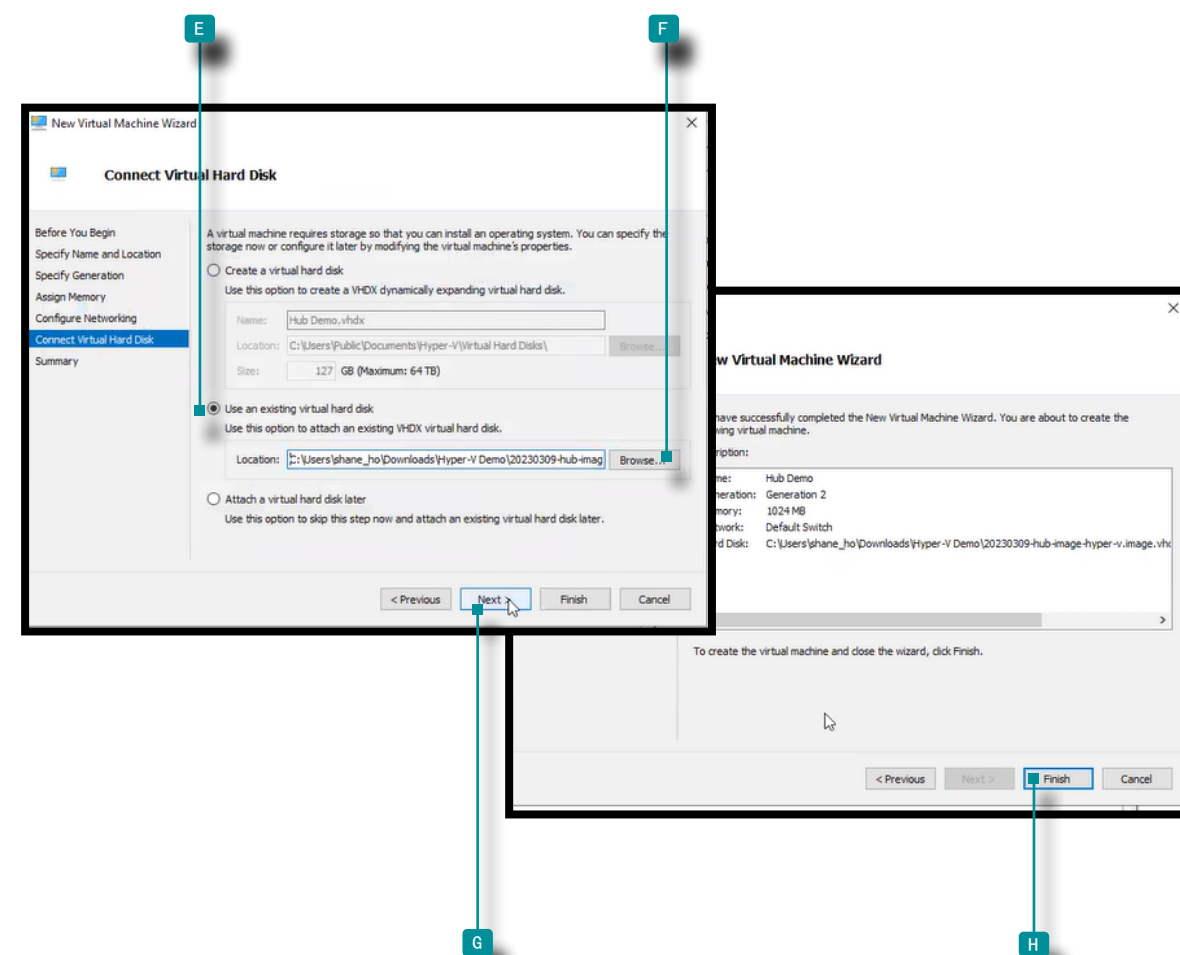 E
F
New Virtual Machine Wizard
Connect Virtual Hard Disk
Before You Begin
Specify Name and Location
Specify Generation
Assign Memory
Configure Networking
Connect Virtual Hard Disk
Summary
A virtual machine requires storage so that you can install an operating system. You can specify the
storage now or configure it later by modifying the virtual machine's properties.
Create a virtual hard disk
Use this option to create a VHDX dynamically expanding virtual hard disk.
Name: Hub Demo.vhdx
Location: C:\Users\Public\Documents\Hyper-V\Virtual Hard Disks\ Browse...
Size: 127 GB (Maximum: 64 TB)
Use an existing virtual hard disk
Use this option to attach an existing VHDX virtual hard disk.
Location: C:\Users\shane_ho\Downloads\Hyper-V Demo\20230309-hub-imag Browse...
Attach a virtual hard disk later
Use this option to skip this step now and attach an existing virtual hard disk later.
< Previous Next > Finish Cancel
ew Virtual Machine Wizard
have successfully completed the New Virtual Machine Wizard. You are about to create the
wing virtual machine.
ription:
me: Hub Demo
neration: Generation 2
mory: 1024 MB
twork: Default Switch
rd Disk: C:\Users\shane_ho\Downloads\Hyper-V Demo\20230309-hub-image-hyper-v.image.vhd
To create the virtual machine and close the wizard, click Finish.
< Previous Next > Finish Cancel
G
H